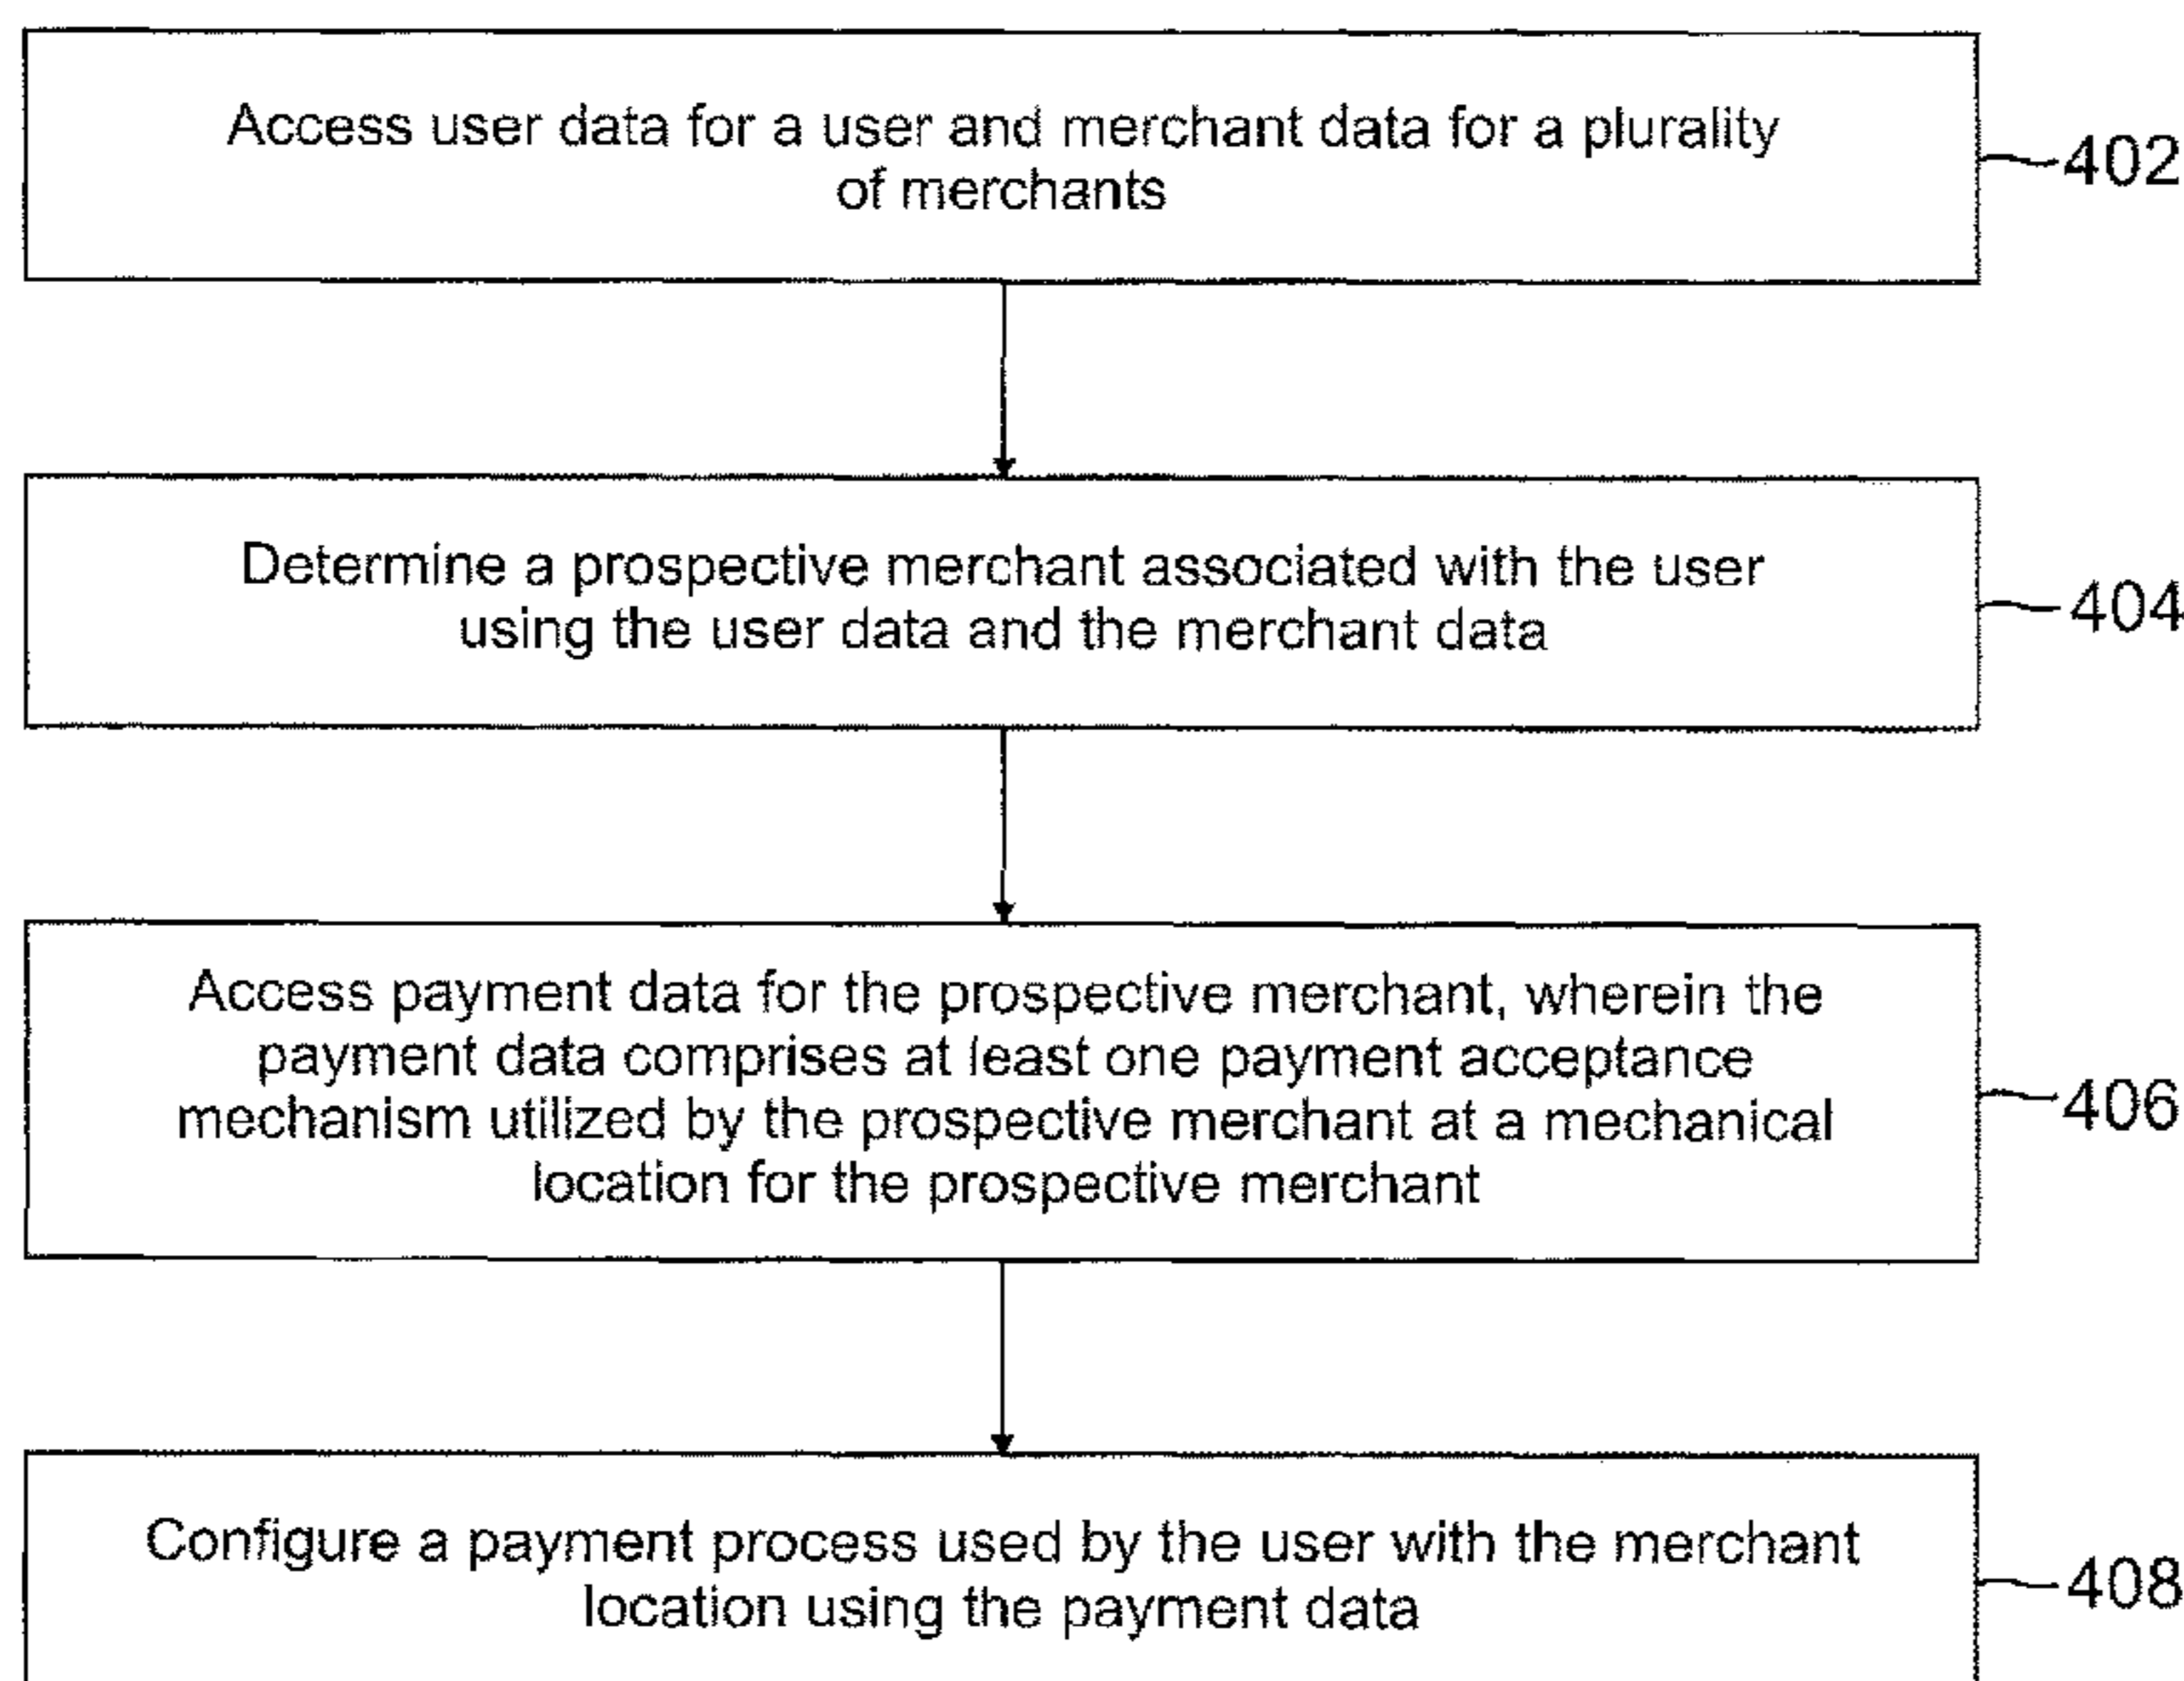 Access user data for a user and merchant data for a plurality
of merchants
402
Determine a prospective merchant associated with the user
using the user data and the merchant data
404
Access payment data for the prospective merchant, wherein the
payment data comprises at least one payment acceptance
mechanism utilized by the prospective merchant at a mechanical
location for the prospective merchant
406
Configure a payment process used by the user with the merchant
location using the payment data
408